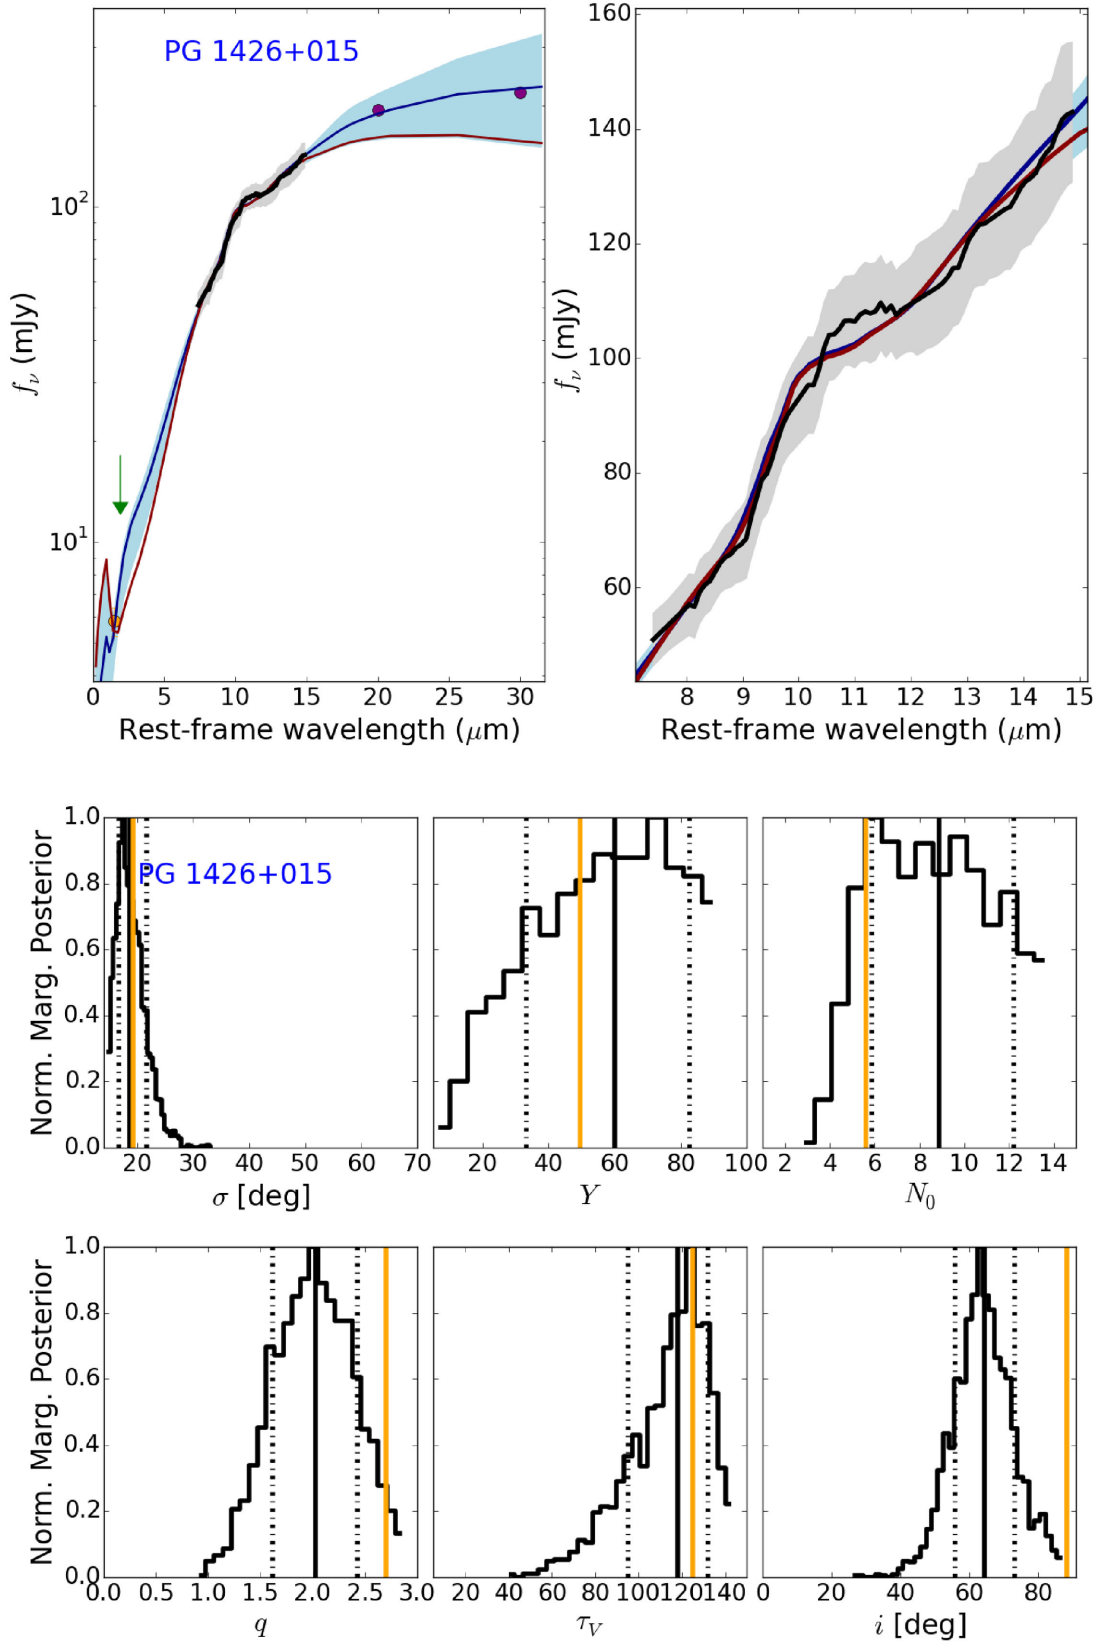 PG 1426+015
10²
10¹
f_ν (mJy)
0 5 10 15 20 25 30
Rest-frame wavelength (μm)
160
140
120
100
80
60
f_ν (mJy)
8 9 10 11 12 13 14 15
Rest-frame wavelength (μm)
1.0
0.8
0.6
0.4
0.2
0.0
Norm. Marg. Posterior
PG 1426+015
20 30 40 50 60 70
σ [deg]
20 40 60 80 100
Y
2 4 6 8 10 12 14
N₀
1.0
0.8
0.6
0.4
0.2
0.0
Norm. Marg. Posterior
0.0 0.5 1.0 1.5 2.0 2.5 3.0
q
20 40 60 80 100 120 140
τ_V
0 20 40 60 80
i [deg]